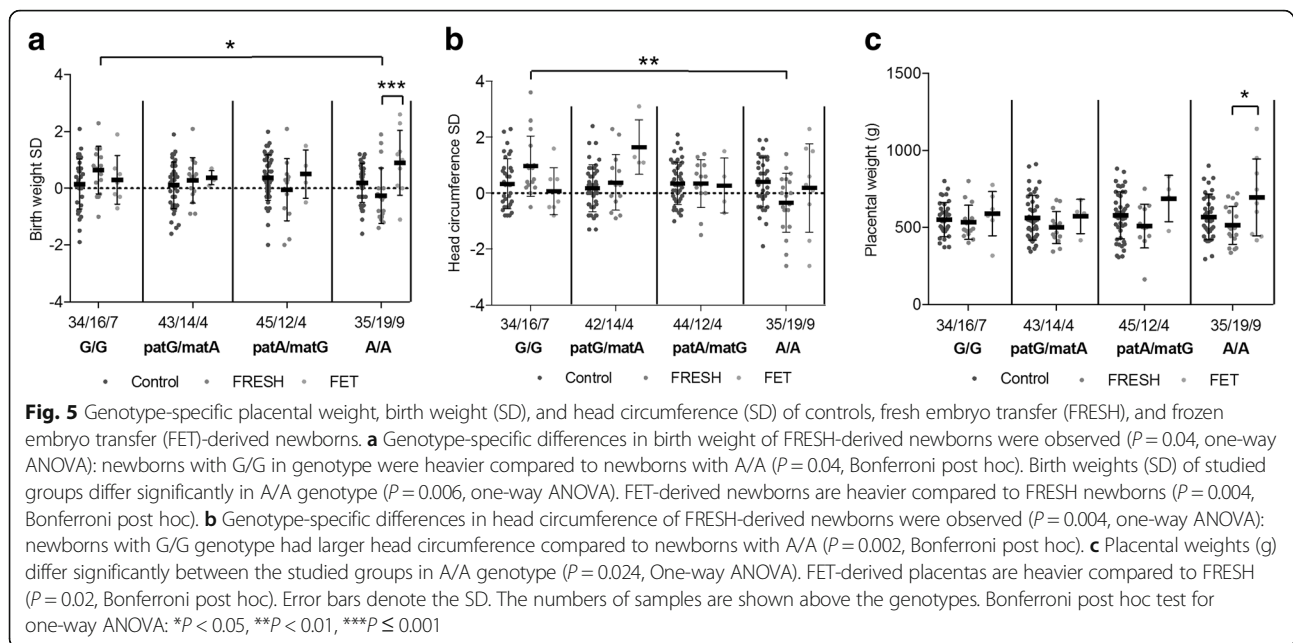 a
b
c
*
***
**
*
4
2
0
-2
-4
Birth weight SD
4
2
0
-2
-4
Head circumference SD
1500
1000
500
0
Placental weight (g)
34/16/7 43/14/4 45/12/4 35/19/9
G/G patG/matA patA/matG A/A
• Control • FRESH • FET
34/16/7 42/14/4 44/12/4 35/19/9
G/G patG/matA patA/matG A/A
• Control • FRESH • FET
34/16/7 43/14/4 45/12/4 35/19/9
G/G patG/matA patA/matG A/A
• Control • FRESH • FET
Fig. 5 Genotype-specific placental weight, birth weight (SD), and head circumference (SD) of controls, fresh embryo transfer (FRESH), and frozen
embryo transfer (FET)-derived newborns. a Genotype-specific differences in birth weight of FRESH-derived newborns were observed (P = 0.04, one-way
ANOVA): newborns with G/G in genotype were heavier compared to newborns with A/A (P = 0.04, Bonferroni post hoc). Birth weights (SD) of studied
groups differ significantly in A/A genotype (P = 0.006, one-way ANOVA). FET-derived newborns are heavier compared to FRESH newborns (P = 0.004,
Bonferroni post hoc). b Genotype-specific differences in head circumference of FRESH-derived newborns were observed (P = 0.004, one-way ANOVA):
newborns with G/G genotype had larger head circumference compared to newborns with A/A (P = 0.002, Bonferroni post hoc). c Placental weights (g)
differ significantly between the studied groups in A/A genotype (P = 0.024, One-way ANOVA). FET-derived placentas are heavier compared to FRESH
(P = 0.02, Bonferroni post hoc). Error bars denote the SD. The numbers of samples are shown above the genotypes. Bonferroni post hoc test for
one-way ANOVA: *P < 0.05, **P < 0.01, ***P ≤ 0.001